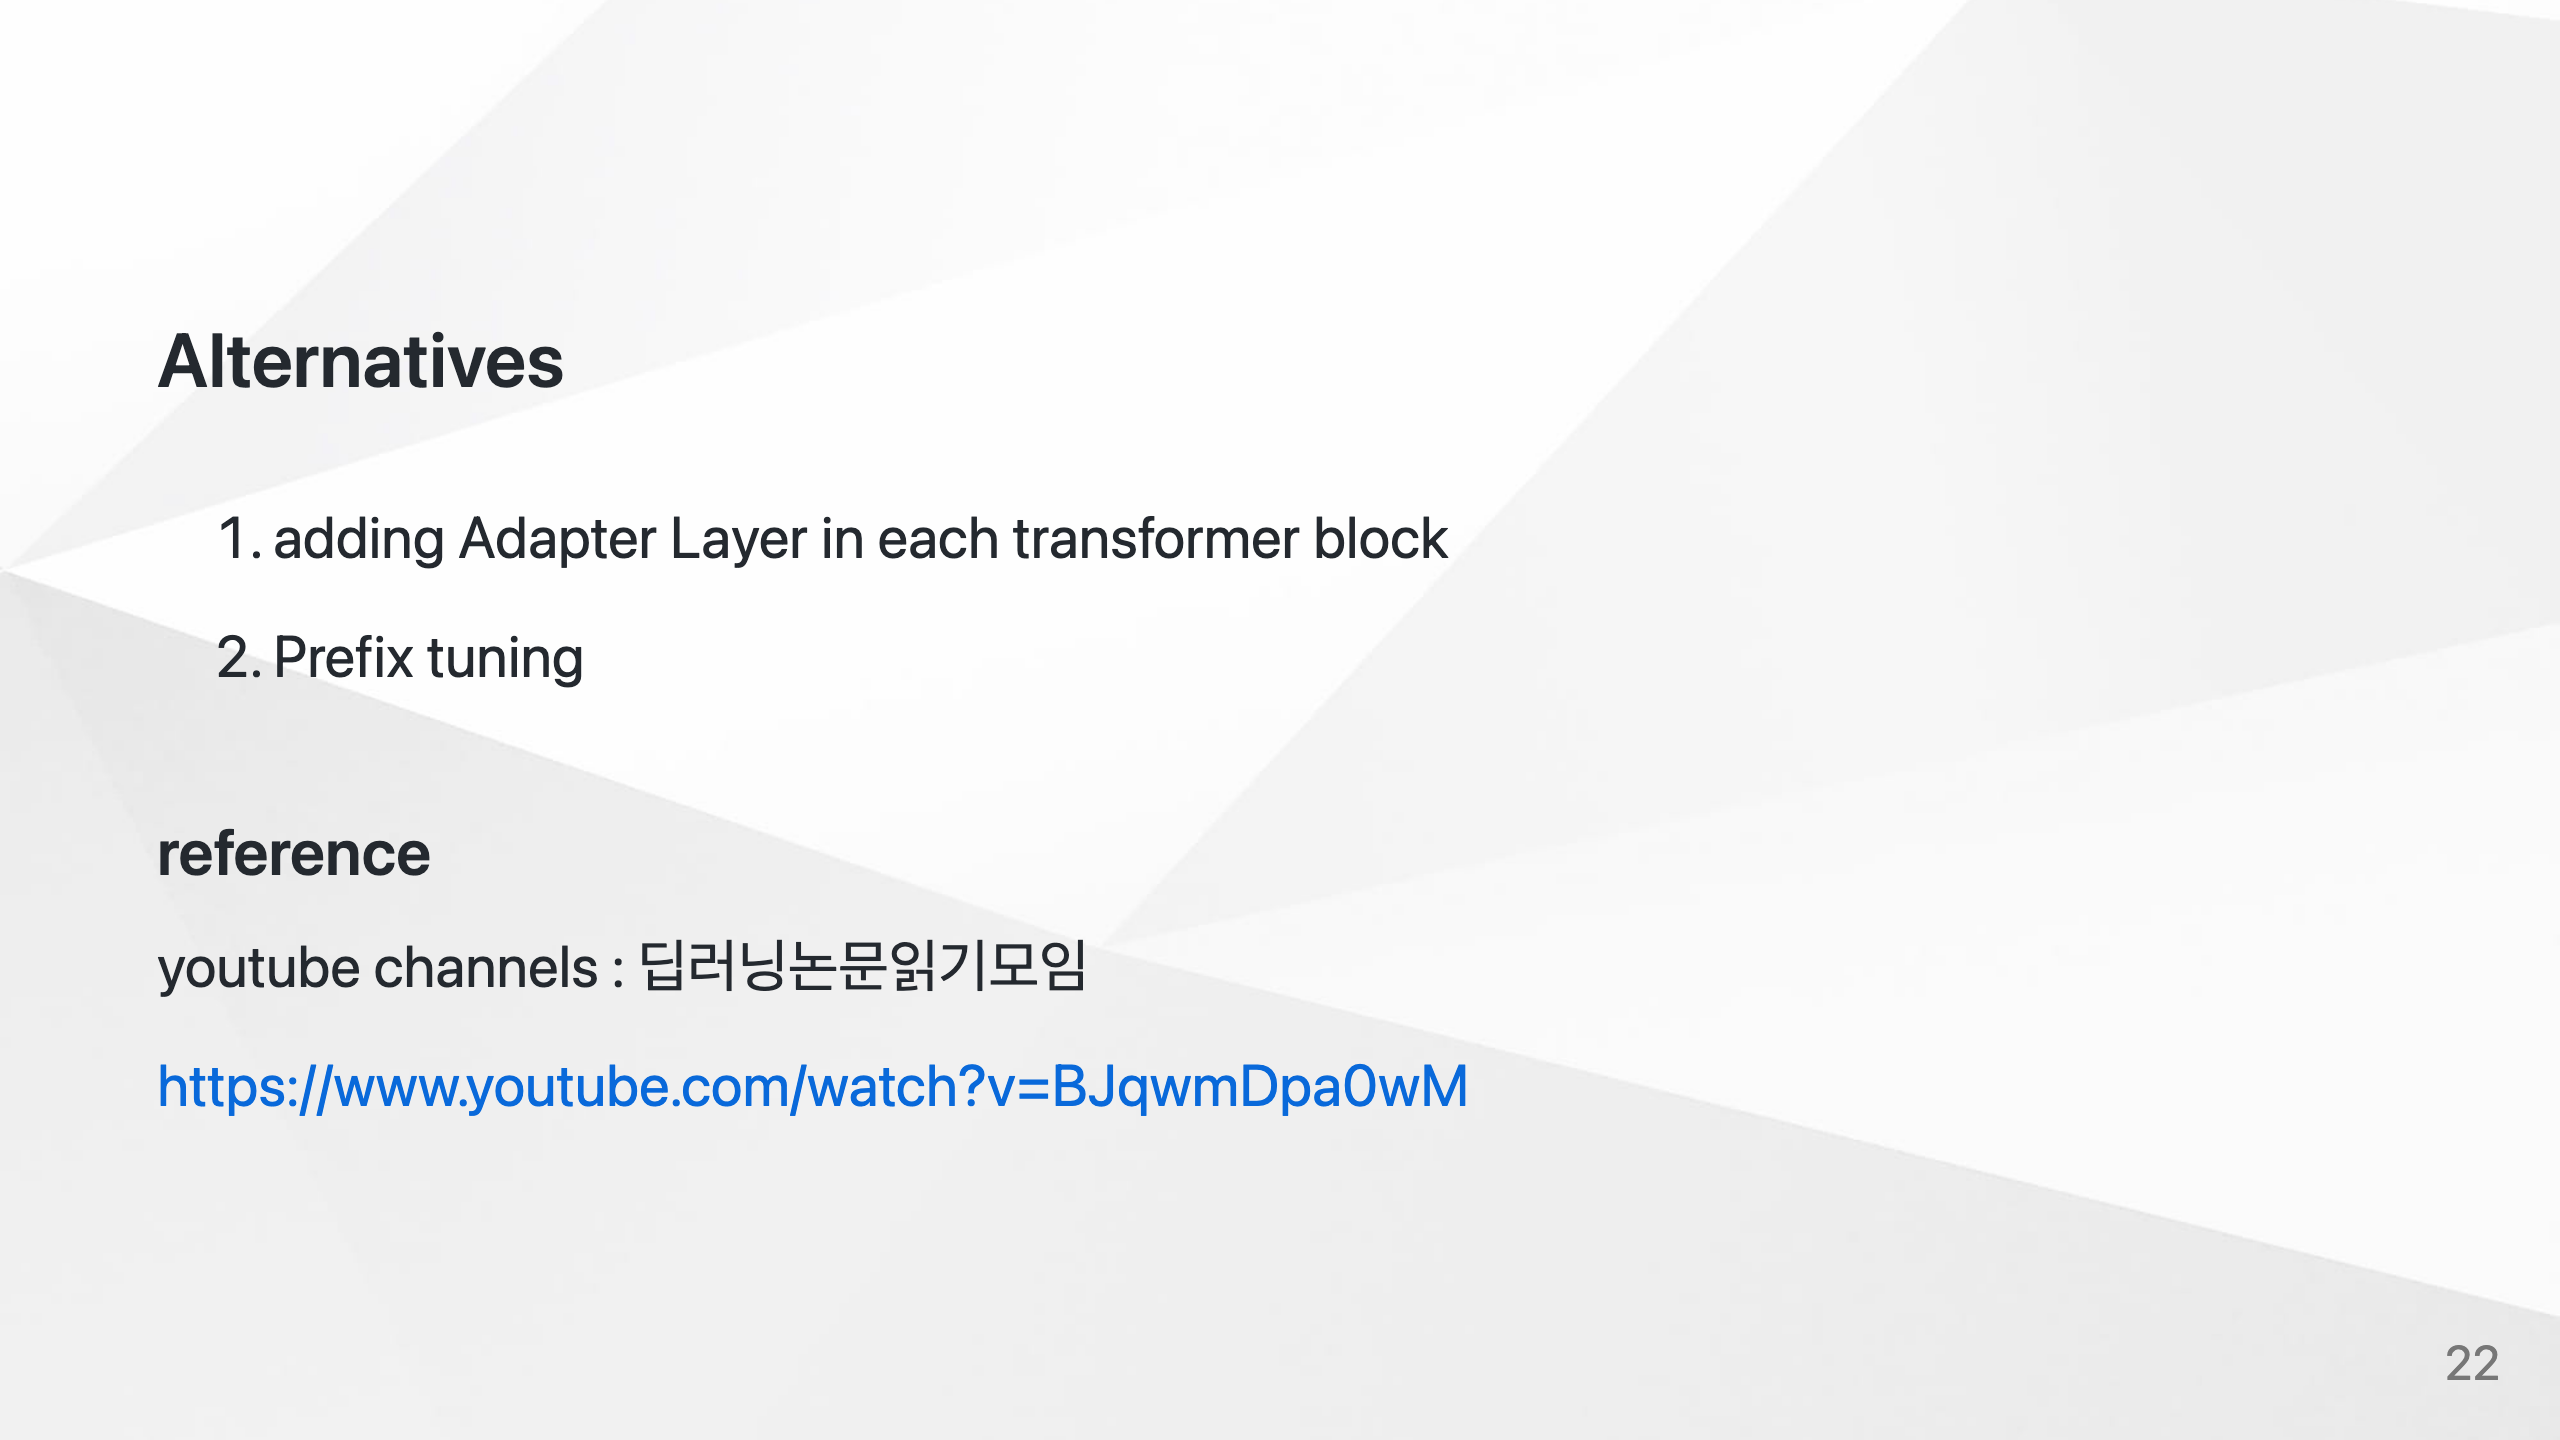 Alternatives
1. adding Adapter Layer in each transformer block
2. Prefix tuning
reference
youtube channels : 딥러닝논문읽기모임
https://www.youtube.com/watch?v=BJqwmDpa0wM
22